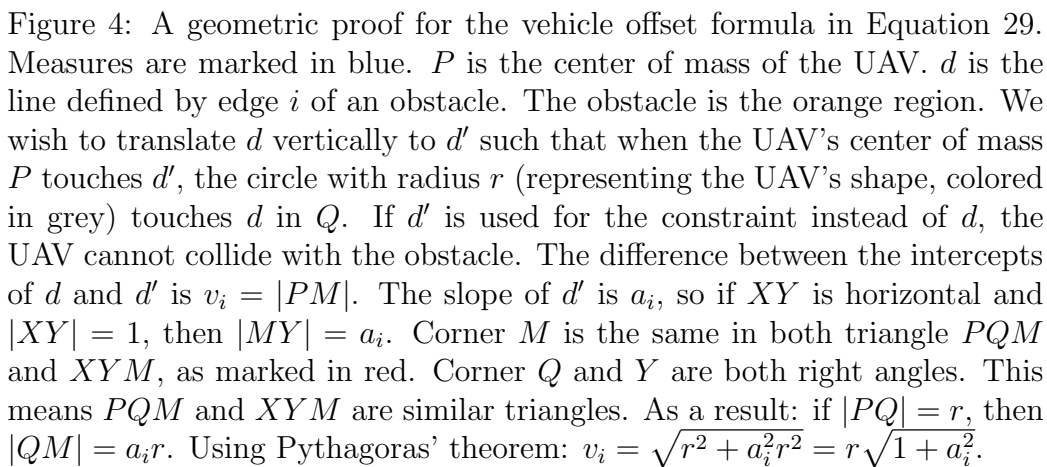 Figure 4: A geometric proof for the vehicle offset formula in Equation 29.
Measures are marked in blue. P is the center of mass of the UAV. d is the
line defined by edge i of an obstacle. The obstacle is the orange region. We
wish to translate d vertically to d′ such that when the UAV's center of mass
P touches d′, the circle with radius r (representing the UAV's shape, colored
in grey) touches d in Q. If d′ is used for the constraint instead of d, the
UAV cannot collide with the obstacle. The difference between the intercepts
of d and d′ is vᵢ = |PM|. The slope of d′ is aᵢ, so if XY is horizontal and
|XY| = 1, then |MY| = aᵢ. Corner M is the same in both triangle PQM
and XYM, as marked in red. Corner Q and Y are both right angles. This
means PQM and XYM are similar triangles. As a result: if |PQ| = r, then
|QM| = aᵢr. Using Pythagoras' theorem: vᵢ = √(r² + aᵢ²r²) = r√(1 + aᵢ²).